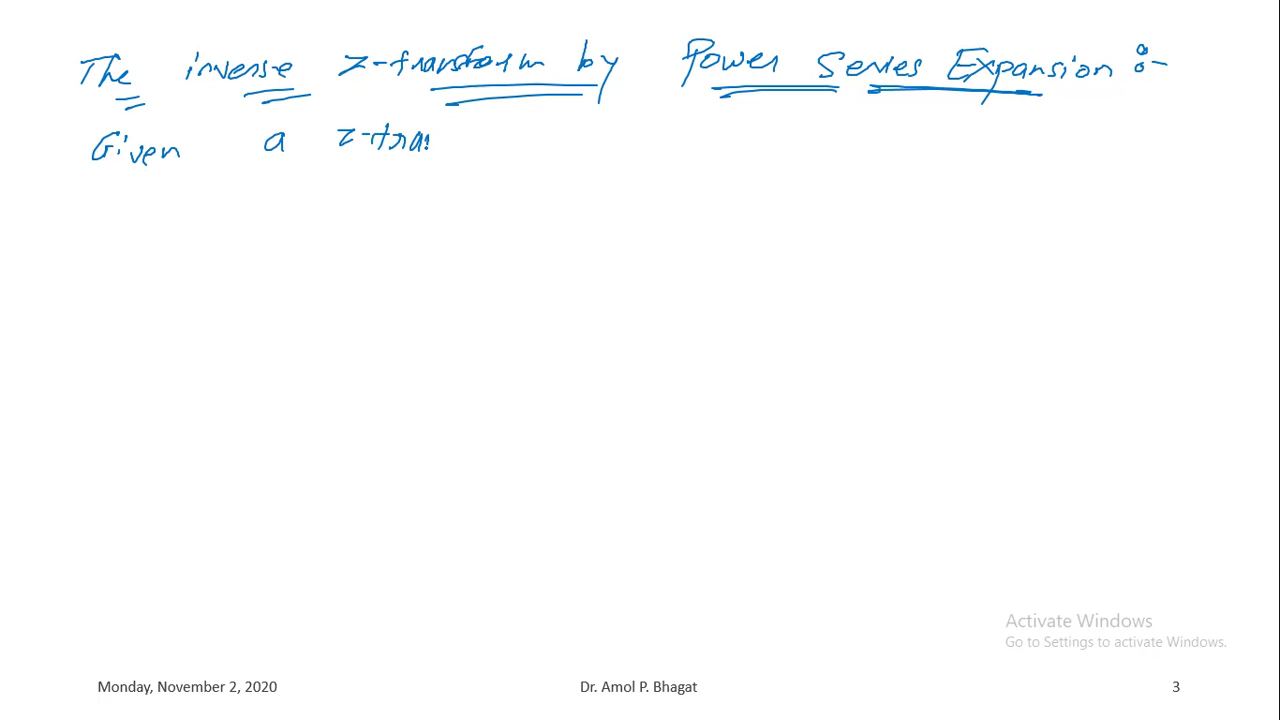 The inverse z-transform by Power Series Expansion :-
Given a z-tra
Activate Windows
Go to Settings to activate Windows.
Monday, November 2, 2020 Dr. Amol P. Bhagat 3